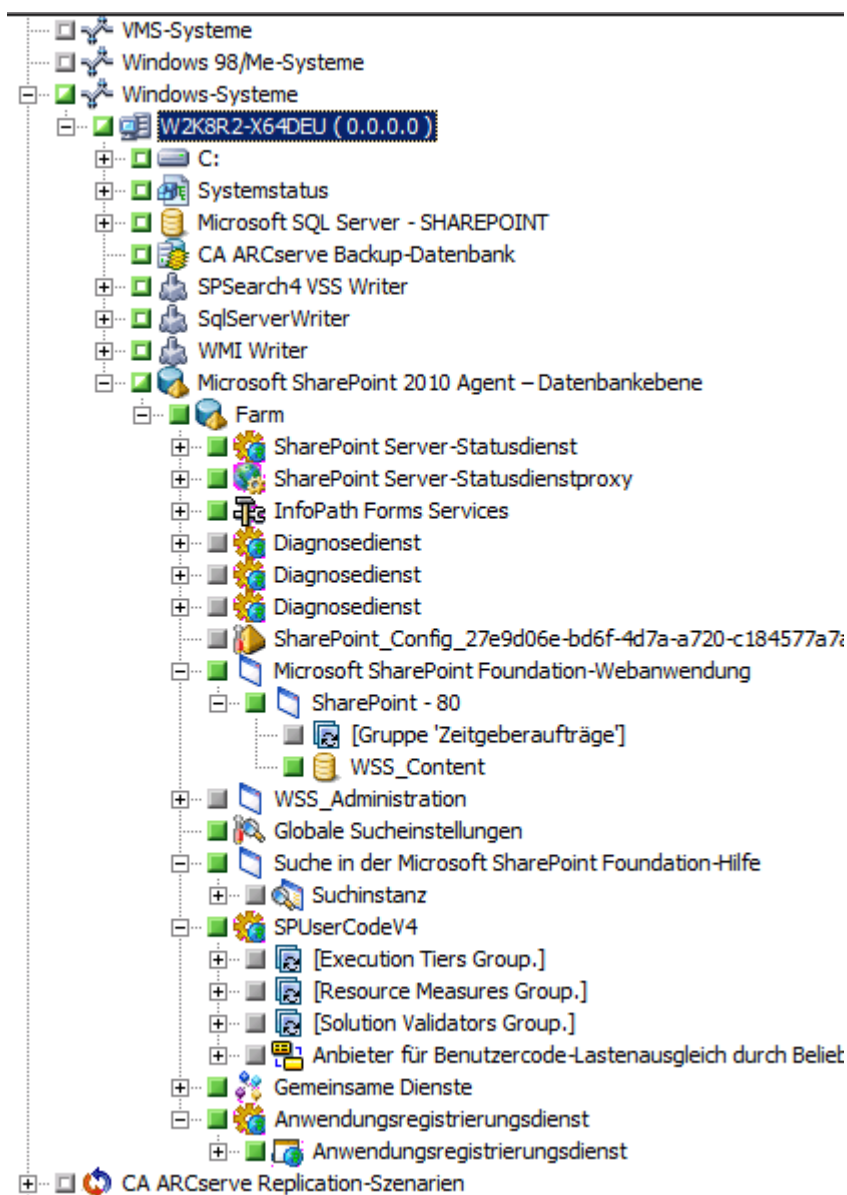 VMS-Systeme
Windows 98/Me-Systeme
Windows-Systeme
W2K8R2-X64DEU ( 0.0.0.0 )
C:
Systemstatus
Microsoft SQL Server - SHAREPOINT
CA ARCserve Backup-Datenbank
SPSearch4 VSS Writer
SqlServerWriter
WMI Writer
Microsoft SharePoint 2010 Agent – Datenbankebene
Farm
SharePoint Server-Statusdienst
SharePoint Server-Statusdienstproxy
InfoPath Forms Services
Diagnosedienst
Diagnosedienst
Diagnosedienst
SharePoint_Config_27e9d06e-bd6f-4d7a-a720-c184577a7a
Microsoft SharePoint Foundation-Webanwendung
SharePoint - 80
[Gruppe 'Zeitgeberaufträge']
WSS_Content
WSS_Administration
Globale Sucheinstellungen
Suche in der Microsoft SharePoint Foundation-Hilfe
Suchinstanz
SPUserCodeV4
[Execution Tiers Group.]
[Resource Measures Group.]
[Solution Validators Group.]
Anbieter für Benutzercode-Lastenausgleich durch Belieb
Gemeinsame Dienste
Anwendungsregistrierungsdienst
Anwendungsregistrierungsdienst
CA ARCserve Replication-Szenarien